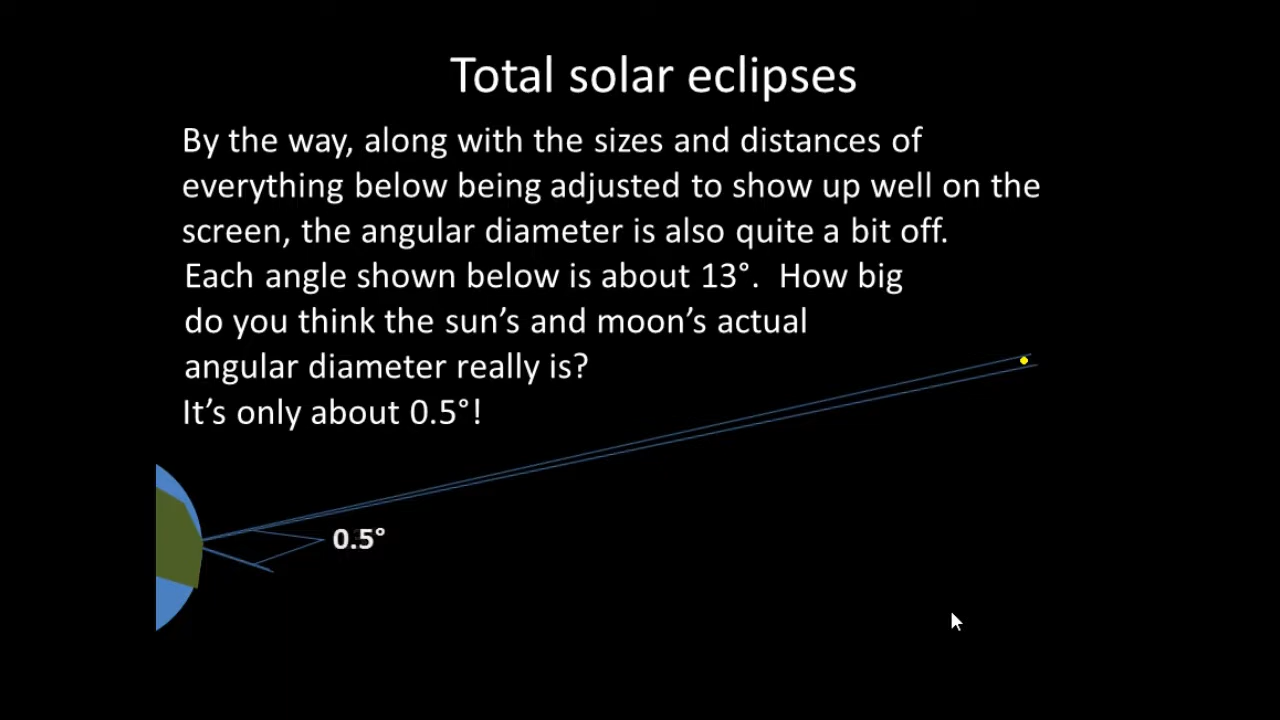 Total solar eclipses
By the way, along with the sizes and distances of
everything below being adjusted to show up well on the
screen, the angular diameter is also quite a bit off.
Each angle shown below is about 13°.  How big
do you think the sun’s and moon’s actual
angular diameter really is?
It’s only about 0.5°!
0.5°